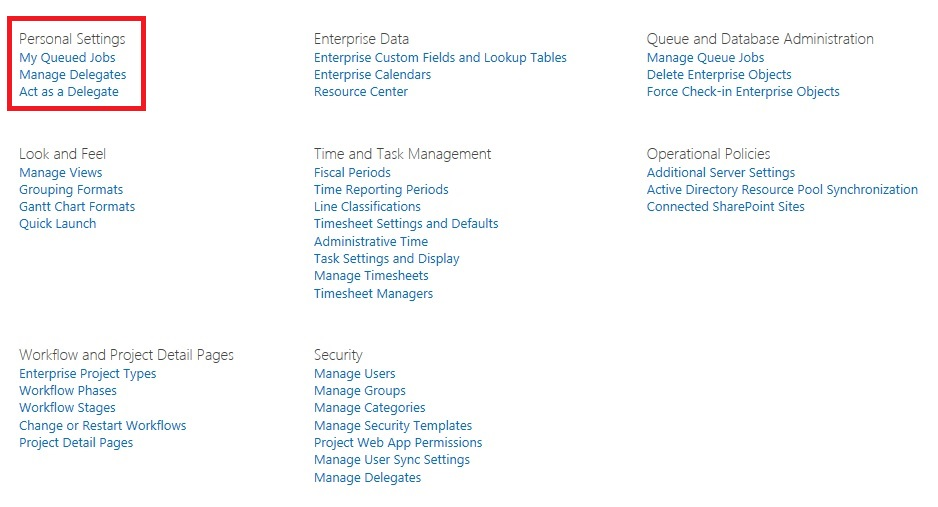 Personal Settings
My Queued Jobs
Manage Delegates
Act as a Delegate
Enterprise Data
Enterprise Custom Fields and Lookup Tables
Enterprise Calendars
Resource Center
Queue and Database Administration
Manage Queue Jobs
Delete Enterprise Objects
Force Check-in Enterprise Objects
Look and Feel
Manage Views
Grouping Formats
Gantt Chart Formats
Quick Launch
Time and Task Management
Fiscal Periods
Time Reporting Periods
Line Classifications
Timesheet Settings and Defaults
Administrative Time
Task Settings and Display
Manage Timesheets
Timesheet Managers
Operational Policies
Additional Server Settings
Active Directory Resource Pool Synchronization
Connected SharePoint Sites
Workflow and Project Detail Pages
Enterprise Project Types
Workflow Phases
Workflow Stages
Change or Restart Workflows
Project Detail Pages
Security
Manage Users
Manage Groups
Manage Categories
Manage Security Templates
Project Web App Permissions
Manage User Sync Settings
Manage Delegates